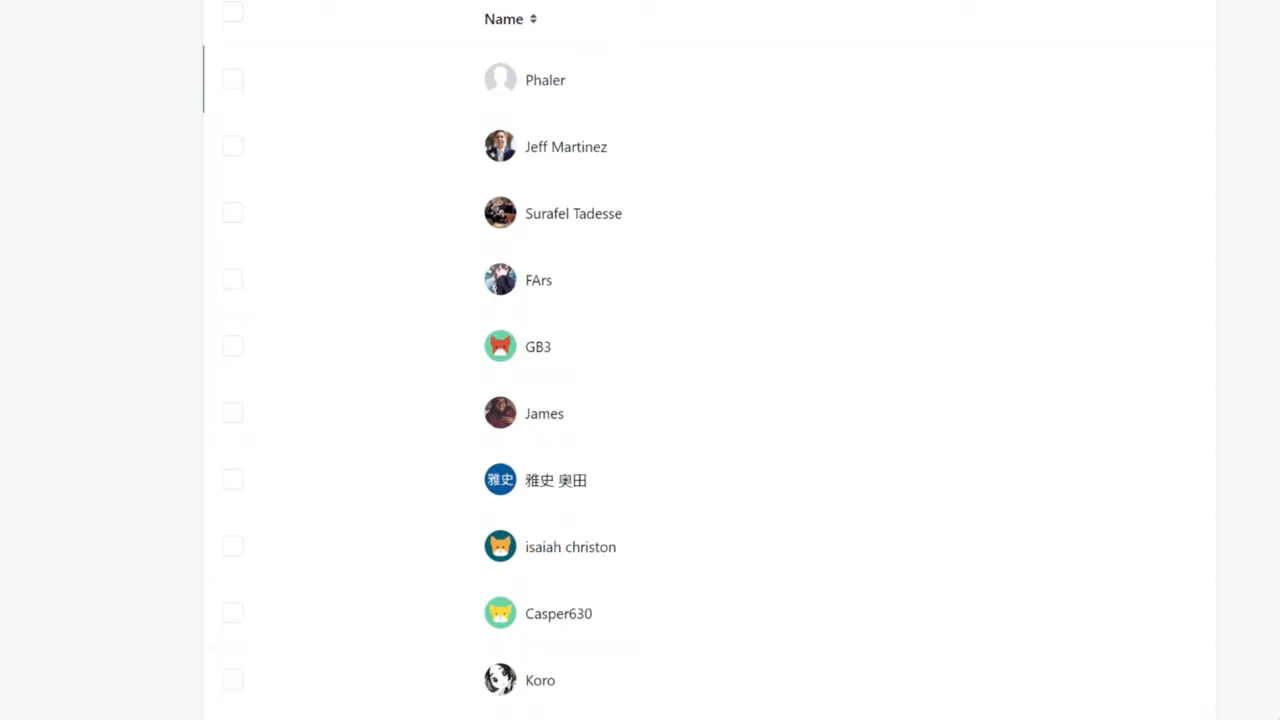 Name
Phaler
Jeff Martinez
Surafel Tadesse
FArs
GB3
James
雅史 雅史 奥田
isaiah christon
Casper630
Koro